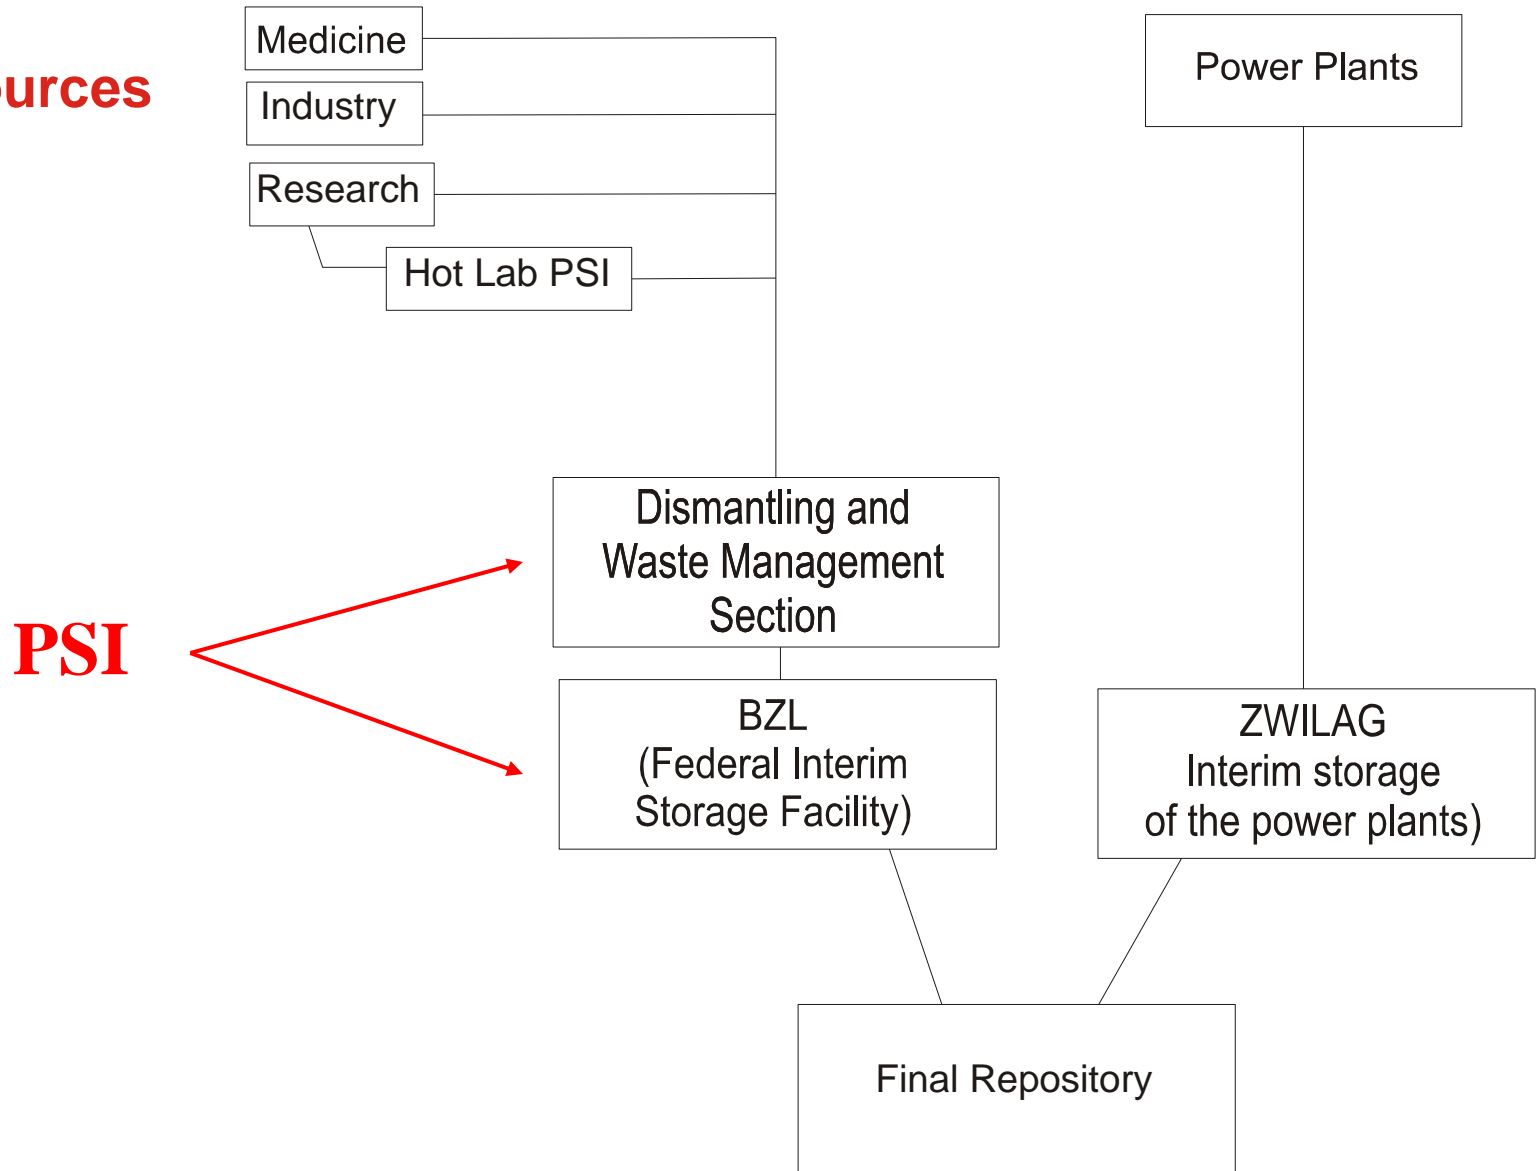 Medicine
Power Plants
ources
Industry
Research
Hot Lab PSI
Dismantling and
Waste Management
Section
PSI
BZL
(Federal Interim
Storage Facility)
ZWILAG
Interim storage
of the power plants)
Final Repository